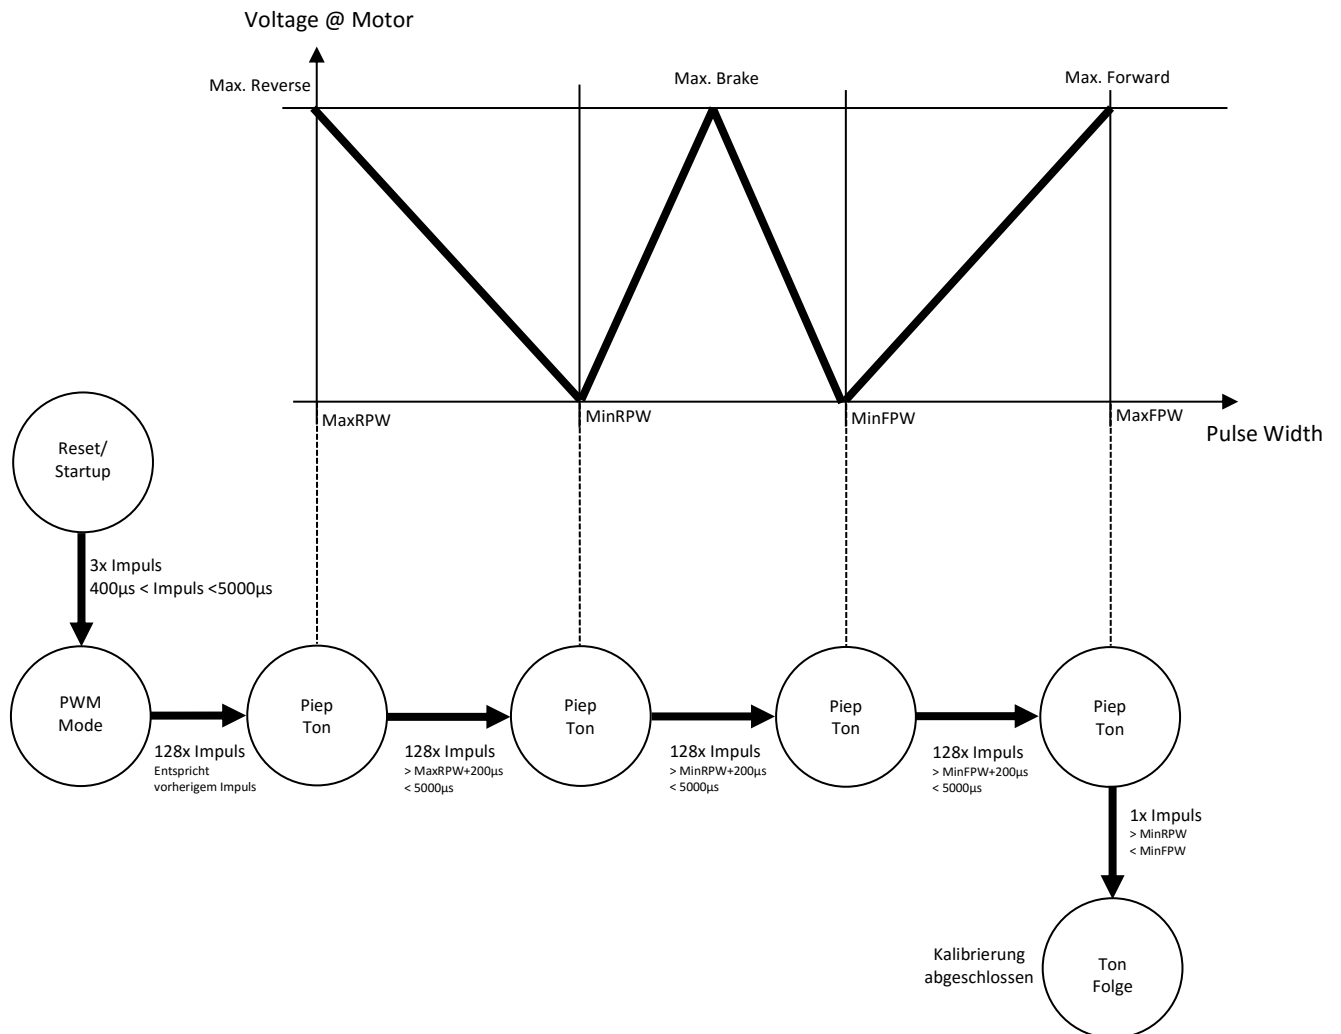 Voltage @ Motor
Max. Reverse
Max. Brake
Max. Forward
MaxRPW
MinRPW
MinFPW
MaxFPW
Pulse Width
Reset/
Startup
3x Impuls
400µs < Impuls <5000µs
PWM
Mode
128x Impuls
Entspricht
vorherigem Impuls
Piep
Ton
128x Impuls
> MaxRPW+200µs
< 5000µs
Piep
Ton
128x Impuls
> MinRPW+200µs
< 5000µs
Piep
Ton
128x Impuls
> MinFPW+200µs
< 5000µs
Piep
Ton
1x Impuls
> MinRPW
< MinFPW
Kalibrierung
abgeschlossen
Ton
Folge